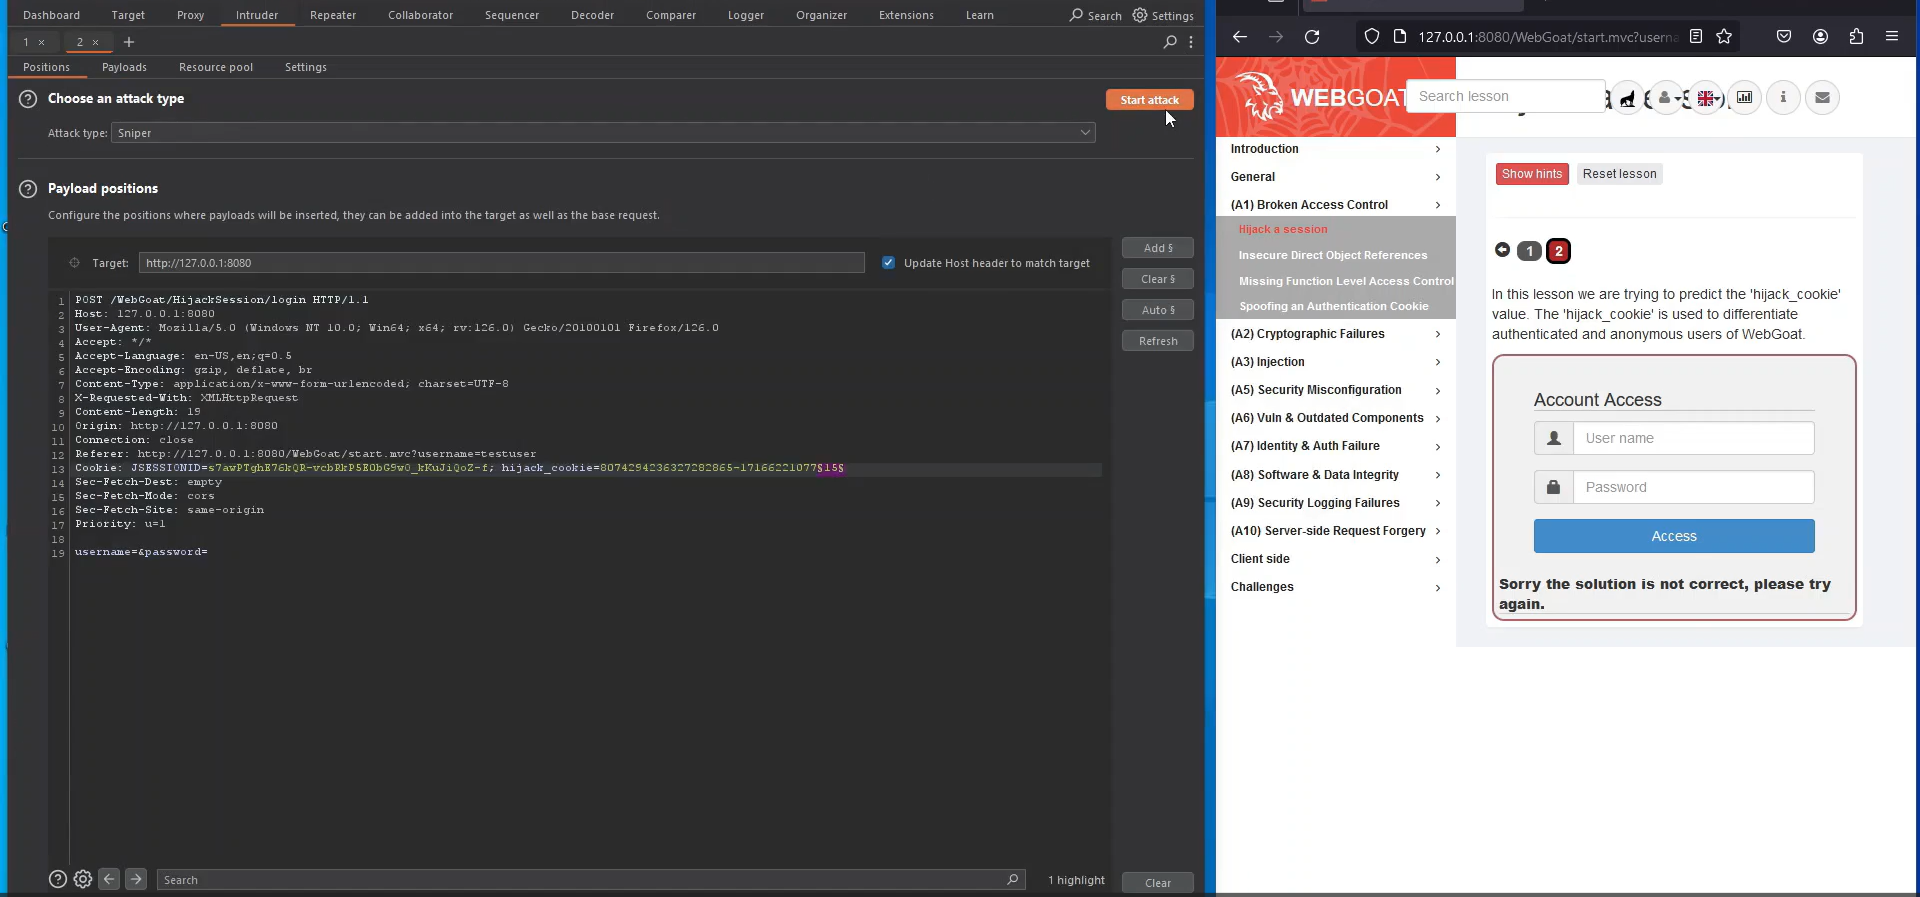 Dashboard Target Proxy Intruder Repeater Collaborator Sequencer Decoder Comparer Logger Organizer Extensions Learn Search Settings
1 × 2 × +
Positions Payloads Resource pool Settings
Choose an attack type
Start attack
Attack type: Sniper
Payload positions
Configure the positions where payloads will be inserted, they can be added into the target as well as the base request.
Target: http://127.0.0.1:8080
Update Host header to match target
Add §
Clear §
Auto §
Refresh
1 POST /WebGoat/HijackSession/login HTTP/1.1
2 Host: 127.0.0.1:8080
3 User-Agent: Mozilla/5.0 (Windows NT 10.0; Win64; x64; rv:126.0) Gecko/20100101 Firefox/126.0
4 Accept: */*
5 Accept-Language: en-US,en;q=0.5
6 Accept-Encoding: gzip, deflate, br
7 Content-Type: application/x-www-form-urlencoded; charset=UTF-8
8 X-Requested-With: XMLHttpRequest
9 Content-Length: 19
10 Origin: http://127.0.0.1:8080
11 Connection: close
12 Referer: http://127.0.0.1:8080/WebGoat/start.mvc?username=testuser
13 Cookie: JSESSIONID=s7awPTghE76kQR-vcbRkP5E0bG9wO_kKuJiQoZ-f; hijack_cookie=8074294236327282865-17166221077§15§
14 Sec-Fetch-Dest: empty
15 Sec-Fetch-Mode: cors
16 Sec-Fetch-Site: same-origin
17 Priority: u=1
18
19 username=&password=
Search
1 highlight
Clear
127.0.0.1:8080/WebGoat/start.mvc?userna
WEBGOAT
Search lesson
Introduction
General
(A1) Broken Access Control
Hijack a session
Insecure Direct Object References
Missing Function Level Access Control
Spoofing an Authentication Cookie
(A2) Cryptographic Failures
(A3) Injection
(A5) Security Misconfiguration
(A6) Vuln & Outdated Components
(A7) Identity & Auth Failure
(A8) Software & Data Integrity
(A9) Security Logging Failures
(A10) Server-side Request Forgery
Client side
Challenges
Show hints Reset lesson
1 2
In this lesson we are trying to predict the 'hijack_cookie'
value. The 'hijack_cookie' is used to differentiate
authenticated and anonymous users of WebGoat.
Account Access
User name
Password
Access
Sorry the solution is not correct, please try
again.